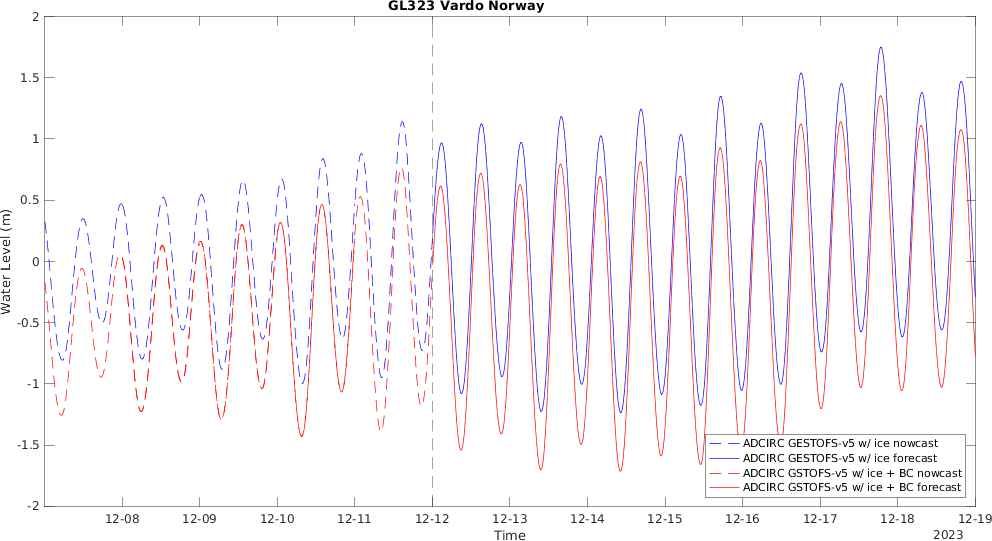 GL323 Vardo Norway
2
1.5
1
0.5
0
-0.5
-1
-1.5
-2
Water Level (m)
ADCIRC GESTOFS-v5 w/ ice nowcast
ADCIRC GESTOFS-v5 w/ ice forecast
ADCIRC GSTOFS-v5 w/ ice + BC nowcast
ADCIRC GSTOFS-v5 w/ ice + BC forecast
12-08 12-09 12-10 12-11 12-12 12-13 12-14 12-15 12-16 12-17 12-18 12-19
Time
2023